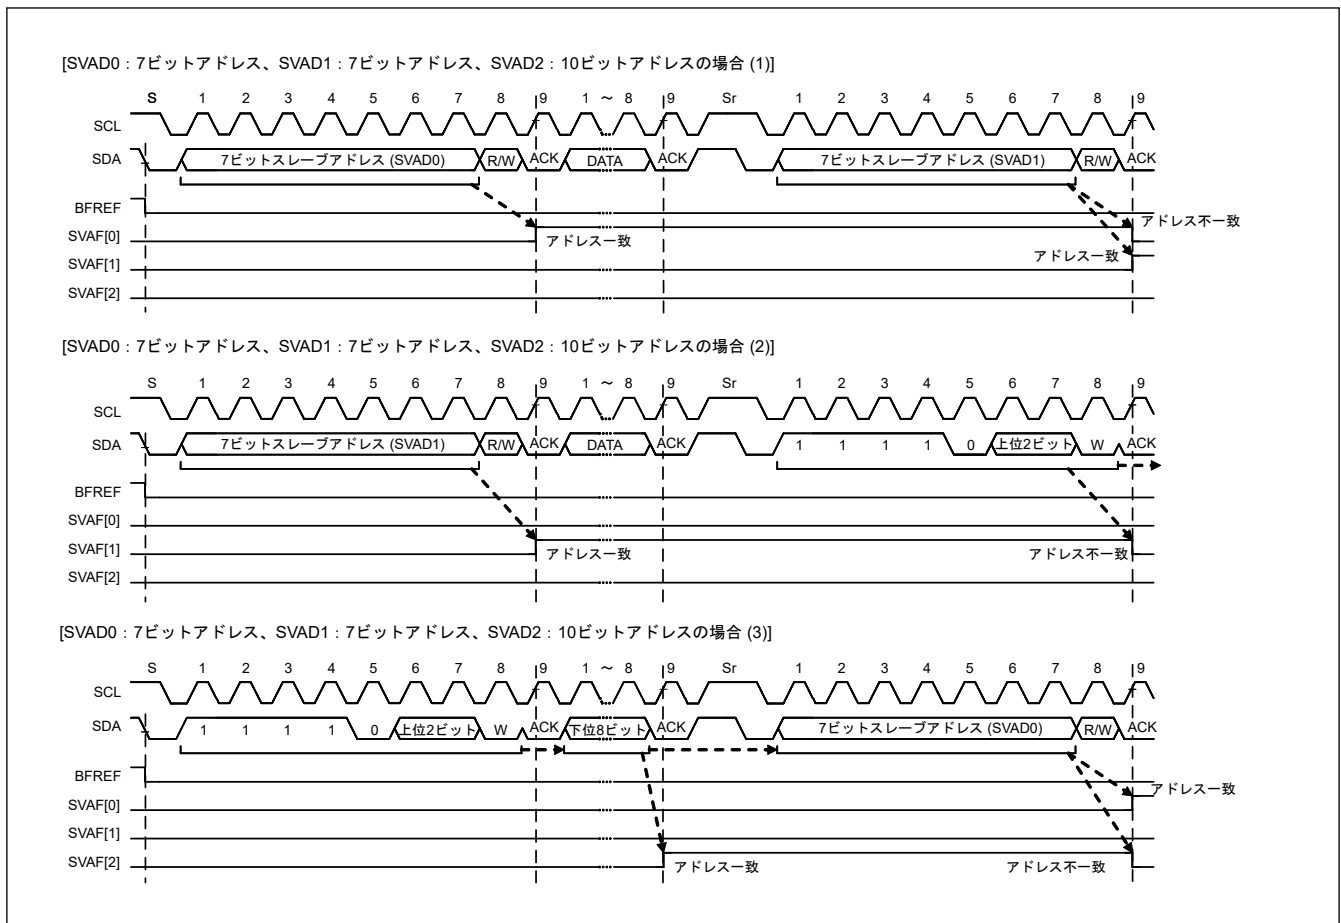 [SVAD0：7ビットアドレス、SVAD1：7ビットアドレス、SVAD2：10ビットアドレスの場合 (1)]
S 1 2 3 4 5 6 7 8 9 1 ～ 8 9 Sr 1 2 3 4 5 6 7 8 9
SCL
SDA 7ビットスレーブアドレス (SVAD0) R/W ACK DATA ACK 7ビットスレーブアドレス (SVAD1) R/W ACK
BFREF
アドレス不一致
SVAF[0] アドレス一致
アドレス一致
SVAF[1]
SVAF[2]
[SVAD0：7ビットアドレス、SVAD1：7ビットアドレス、SVAD2：10ビットアドレスの場合 (2)]
S 1 2 3 4 5 6 7 8 9 1 ～ 8 9 Sr 1 2 3 4 5 6 7 8 9
SCL
SDA 7ビットスレーブアドレス (SVAD1) R/W ACK DATA ACK 1 1 1 1 0 上位2ビット W ACK
BFREF
SVAF[0]
SVAF[1] アドレス一致 アドレス不一致
SVAF[2]
[SVAD0：7ビットアドレス、SVAD1：7ビットアドレス、SVAD2：10ビットアドレスの場合 (3)]
S 1 2 3 4 5 6 7 8 9 1 ～ 8 9 Sr 1 2 3 4 5 6 7 8 9
SCL
SDA 1 1 1 1 0 上位2ビット W ACK 下位8ビット ACK 7ビットスレーブアドレス (SVAD0) R/W ACK
BFREF
アドレス一致
SVAF[0]
SVAF[1]
SVAF[2] アドレス一致 アドレス不一致